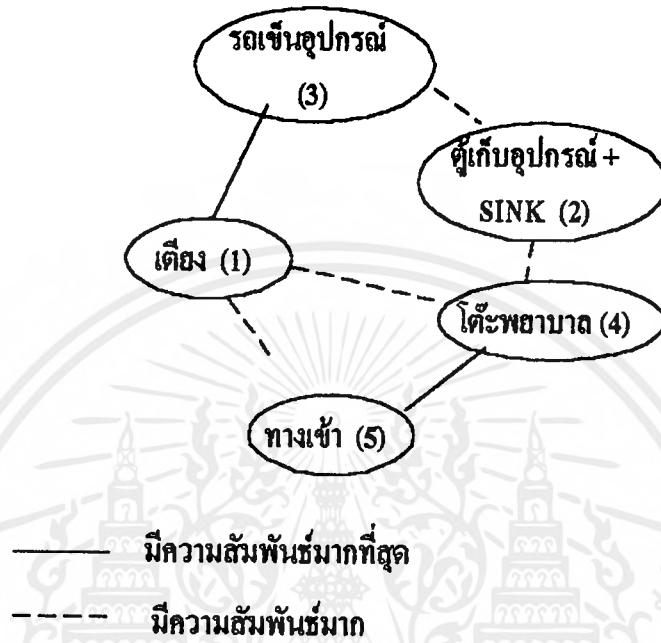 รถเข็นอุปกรณ์
(3)
ตู้เก็บอุปกรณ์ +
SINK (2)
เตียง (1)
โต๊ะพยาบาล (4)
ทางเข้า (5)
มีความสัมพันธ์มากที่สุด
มีความสัมพันธ์มาก